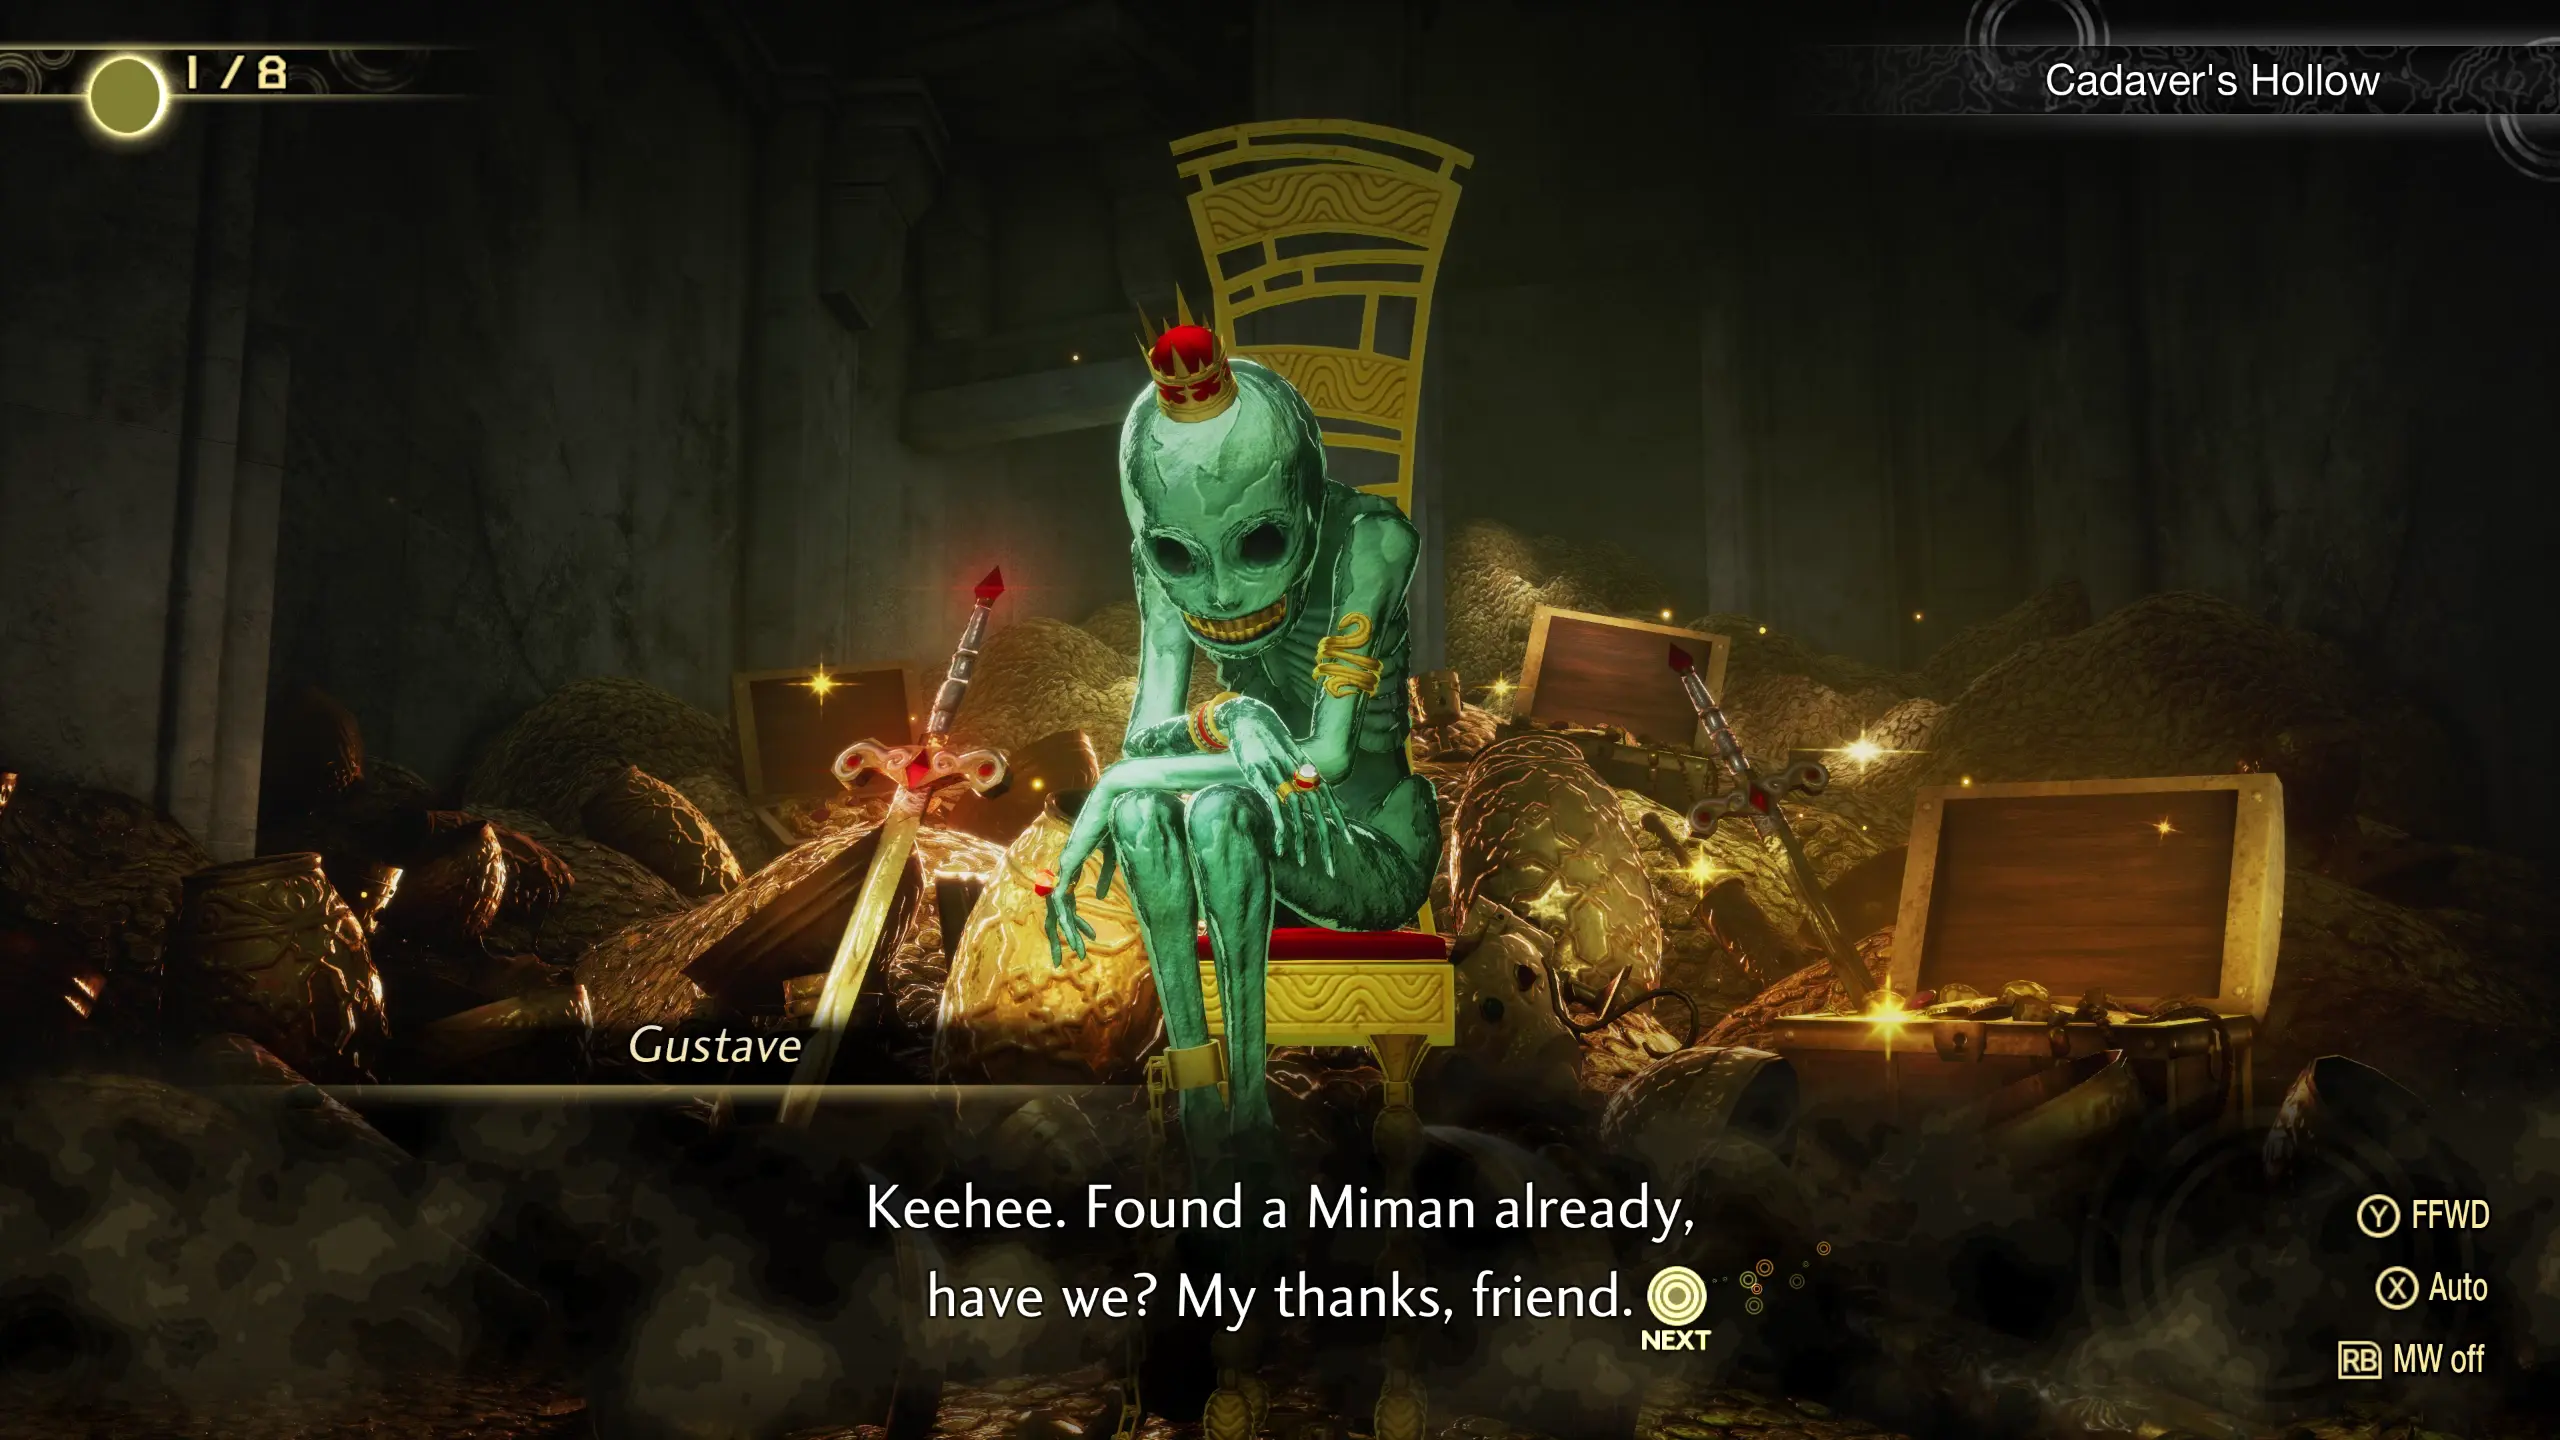 1/8
Cadaver's Hollow
Gustave
Keehee. Found a Miman already,
have we? My thanks, friend.
NEXT
Y FFWD
X Auto
RB MW off